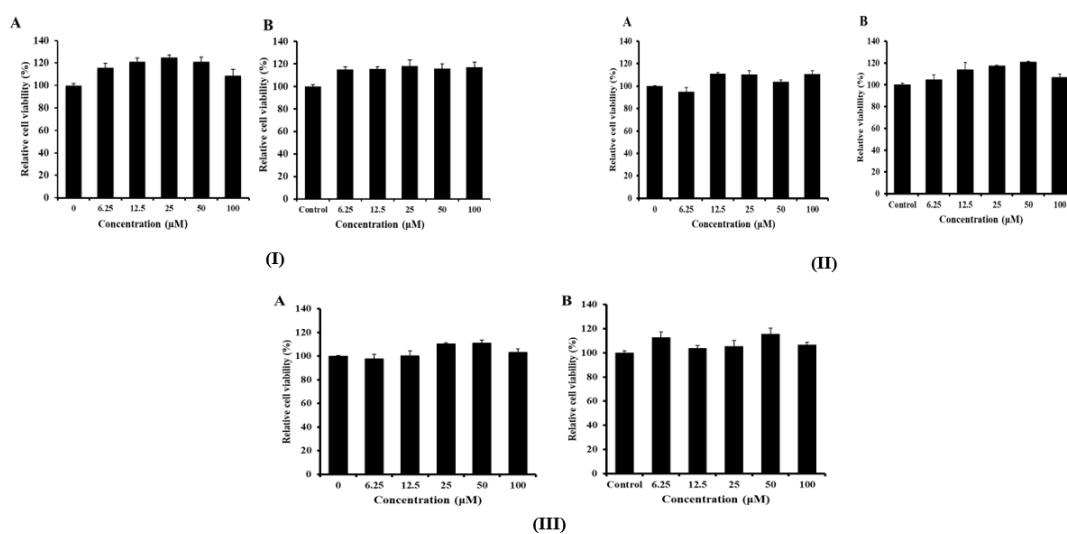 A
Relative cell viability (%)
140
120
100
80
60
40
20
0
0 6.25 12.5 25 50 100
Concentration (µM)
B
Relative cell viability (%)
140
120
100
80
60
40
20
0
Control 6.25 12.5 25 50 100
Concentration (µM)
(I)
A
Relative cell viability (%)
140
120
100
80
60
40
20
0
0 6.25 12.5 25 50 100
Concentration (µM)
B
Relative viability (%)
140
120
100
80
60
40
20
0
Control 6.25 12.5 25 50 100
Concentration (µM)
(II)
A
Relative cell viability (%)
140
120
100
80
60
40
20
0
0 6.25 12.5 25 50 100
Concentration (µM)
B
Relative cell viability (%)
140
120
100
80
60
40
20
0
Control 6.25 12.5 25 50 100
Concentration (µM)
(III)